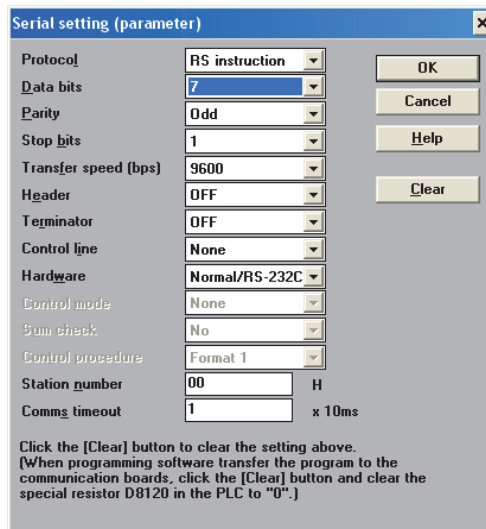 Serial setting (parameter)
Protocol RS instruction
OK
Data bits 7
Cancel
Parity Odd
Stop bits 1
Help
Transfer speed (bps) 9600
Header OFF
Clear
Terminator OFF
Control line None
Hardware Normal/RS-232C
Control mode None
Sum check No
Control procedure Format 1
Station number 00 H
Comms timeout 1 x 10ms
Click the [Clear] button to clear the setting above.
(When programming software transfer the program to the
communication boards, click the [Clear] button and clear the
special resistor D8120 in the PLC to "0".)